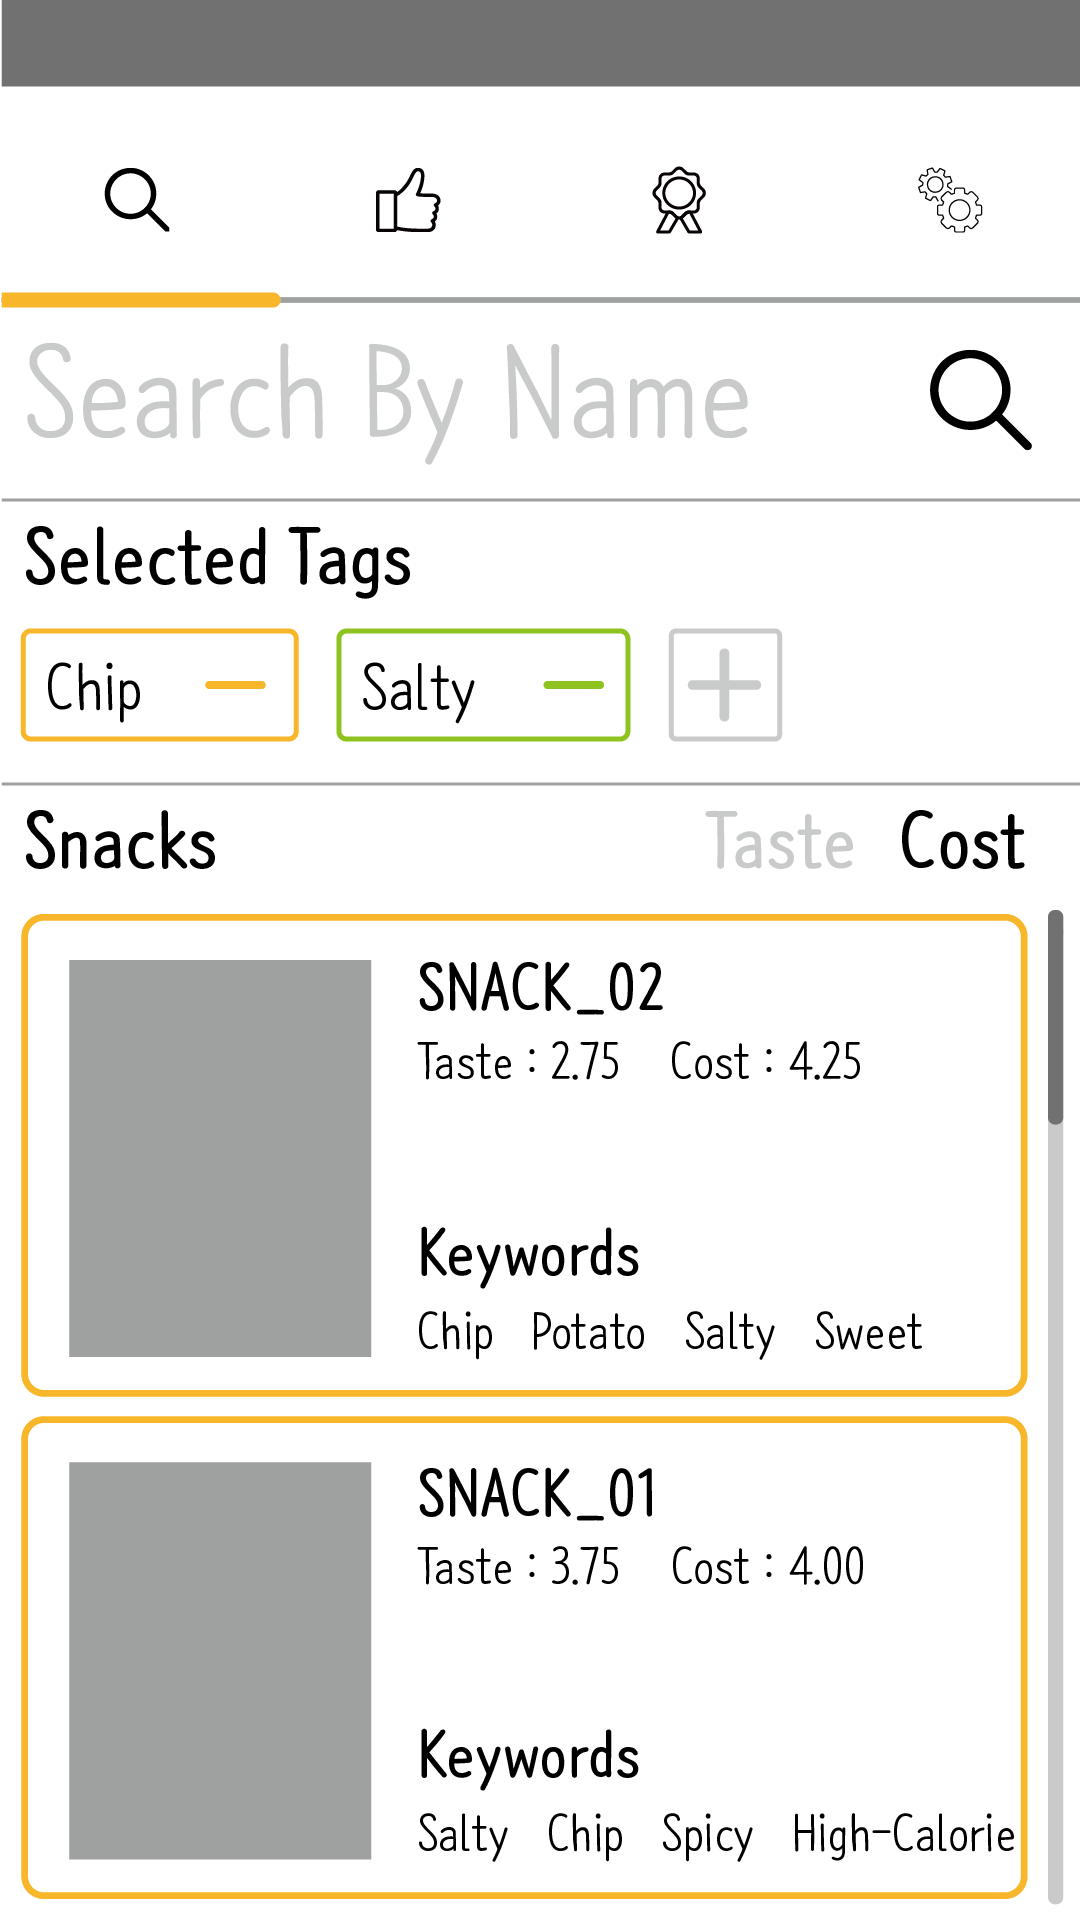 Search By Name
Selected Tags
Chip Salty
Snacks Taste Cost
SNACK_02
Taste : 2.75 Cost : 4.25
Keywords
Chip Potato Salty Sweet
SNACK_01
Taste : 3.75 Cost : 4.00
Keywords
Salty Chip Spicy High-Calorie